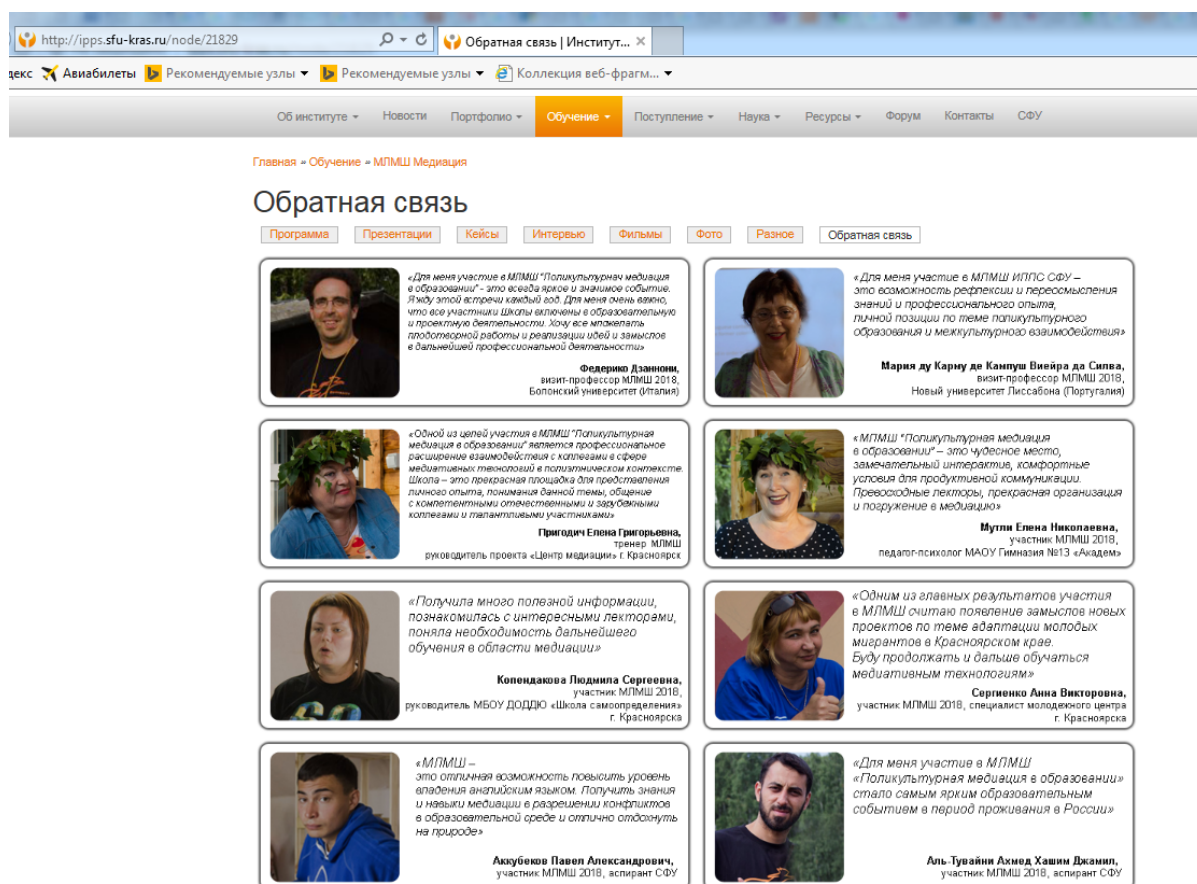 http://ipps.sfu-kras.ru/node/21829
Обратная связь | Институт...
декс Авиабилеты Рекомендуемые узлы Рекомендуемые узлы Коллекция веб-фрагм...
Об институте Новости Портфолио Обучение Поступление Наука Ресурсы Форум Контакты СФУ
Главная » Обучение » МЛМШ Медиация
Обратная связь
Программа Презентации Кейсы Интервью Фильмы Фото Разное Обратная связь
«Для меня участие в МЛМШ "Поликультурнач медиация
в образовании" - это всегда яркое и значимое событие.
Я жду этой встречи каждый год. Для меня очень важно,
что все участники Школы включены в образовательную
и проектную деятельности. Хочу все мпожелать
плодотворной работы и реализации идей и замыслов
в дальнейшей профессиональной деятельности»
Федерико Дзаннони,
визит-профессор МЛМШ 2018,
Болонский университет (Италия)
«Для меня участие в МЛМШ ИППС СФУ –
это возможность рефлексии и переосмысления
знаний и профессионального опыта,
личной позиции по теме поликультурного
образования и межкультурного взаимодействия»
Мария ду Карму де Кампуш Виейра да Силва,
визит-профессор МЛМШ 2018,
Новый университет Лиссабона (Португалия)
«Одной из целей участия в МЛМШ "Поликультурная
медиация в образовании" является профессиональное
расширение взаимодействия с коллегами в сфере
медиативных технологий в полиэтническом контексте.
Школа – это прекрасная площадка для представления
личного опыта, понимания данной темы, общение
с компетентными отечественными и зарубежными
коллегами и талантливыми участниками»
Пригодич Елена Григорьевна,
тренер МЛМШ
руководитель проекта «Центр медиации» г. Красноярск
«МЛМШ "Поликультурная медиация
в образовании" – это чудесное место,
замечательный интерактив, комфортные
условия для продуктивной коммуникации.
Превосходные лекторы, прекрасная организация
и погружение в медиацию»
Мутли Елена Николаевна,
участник МЛМШ 2018,
педагог-психолог МАОУ Гимназия №13 «Академ»
«Получила много полезной информации,
познакомилась с интересными лекторами,
поняла необходимость дальнейшего
обучения в области медиации»
Копендакова Людмила Сергеевна,
участник МЛМШ 2018,
руководитель МБОУ ДОДДЮ «Школа самоопределения»
г. Красноярска
«Одним из главных результатов участия
в МЛМШ считаю появление замыслов новых
проектов по теме адаптации молодых
мигрантов в Красноярском крае.
Буду продолжать и дальше обучаться
медиативным технологиям»
Сергиенко Анна Викторовна,
участник МЛМШ 2018, специалист молодежного центра
г. Красноярска
«МЛМШ –
это отличная возможность повысить уровень
владения английским языком. Получить знания
и навыки медиации в разрешении конфликтов
в образовательной среде и отлично отдохнуть
на природе»
Аккубеков Павел Александрович,
участник МЛМШ 2018, аспирант СФУ
«Для меня участие в МЛМШ
«Поликультурная медиация в образовании»
стало самым ярким образовательным
событием в период проживания в России»
Аль-Тувайни Ахмед Хашим Джамил,
участник МЛМШ 2018, аспирант СФУ